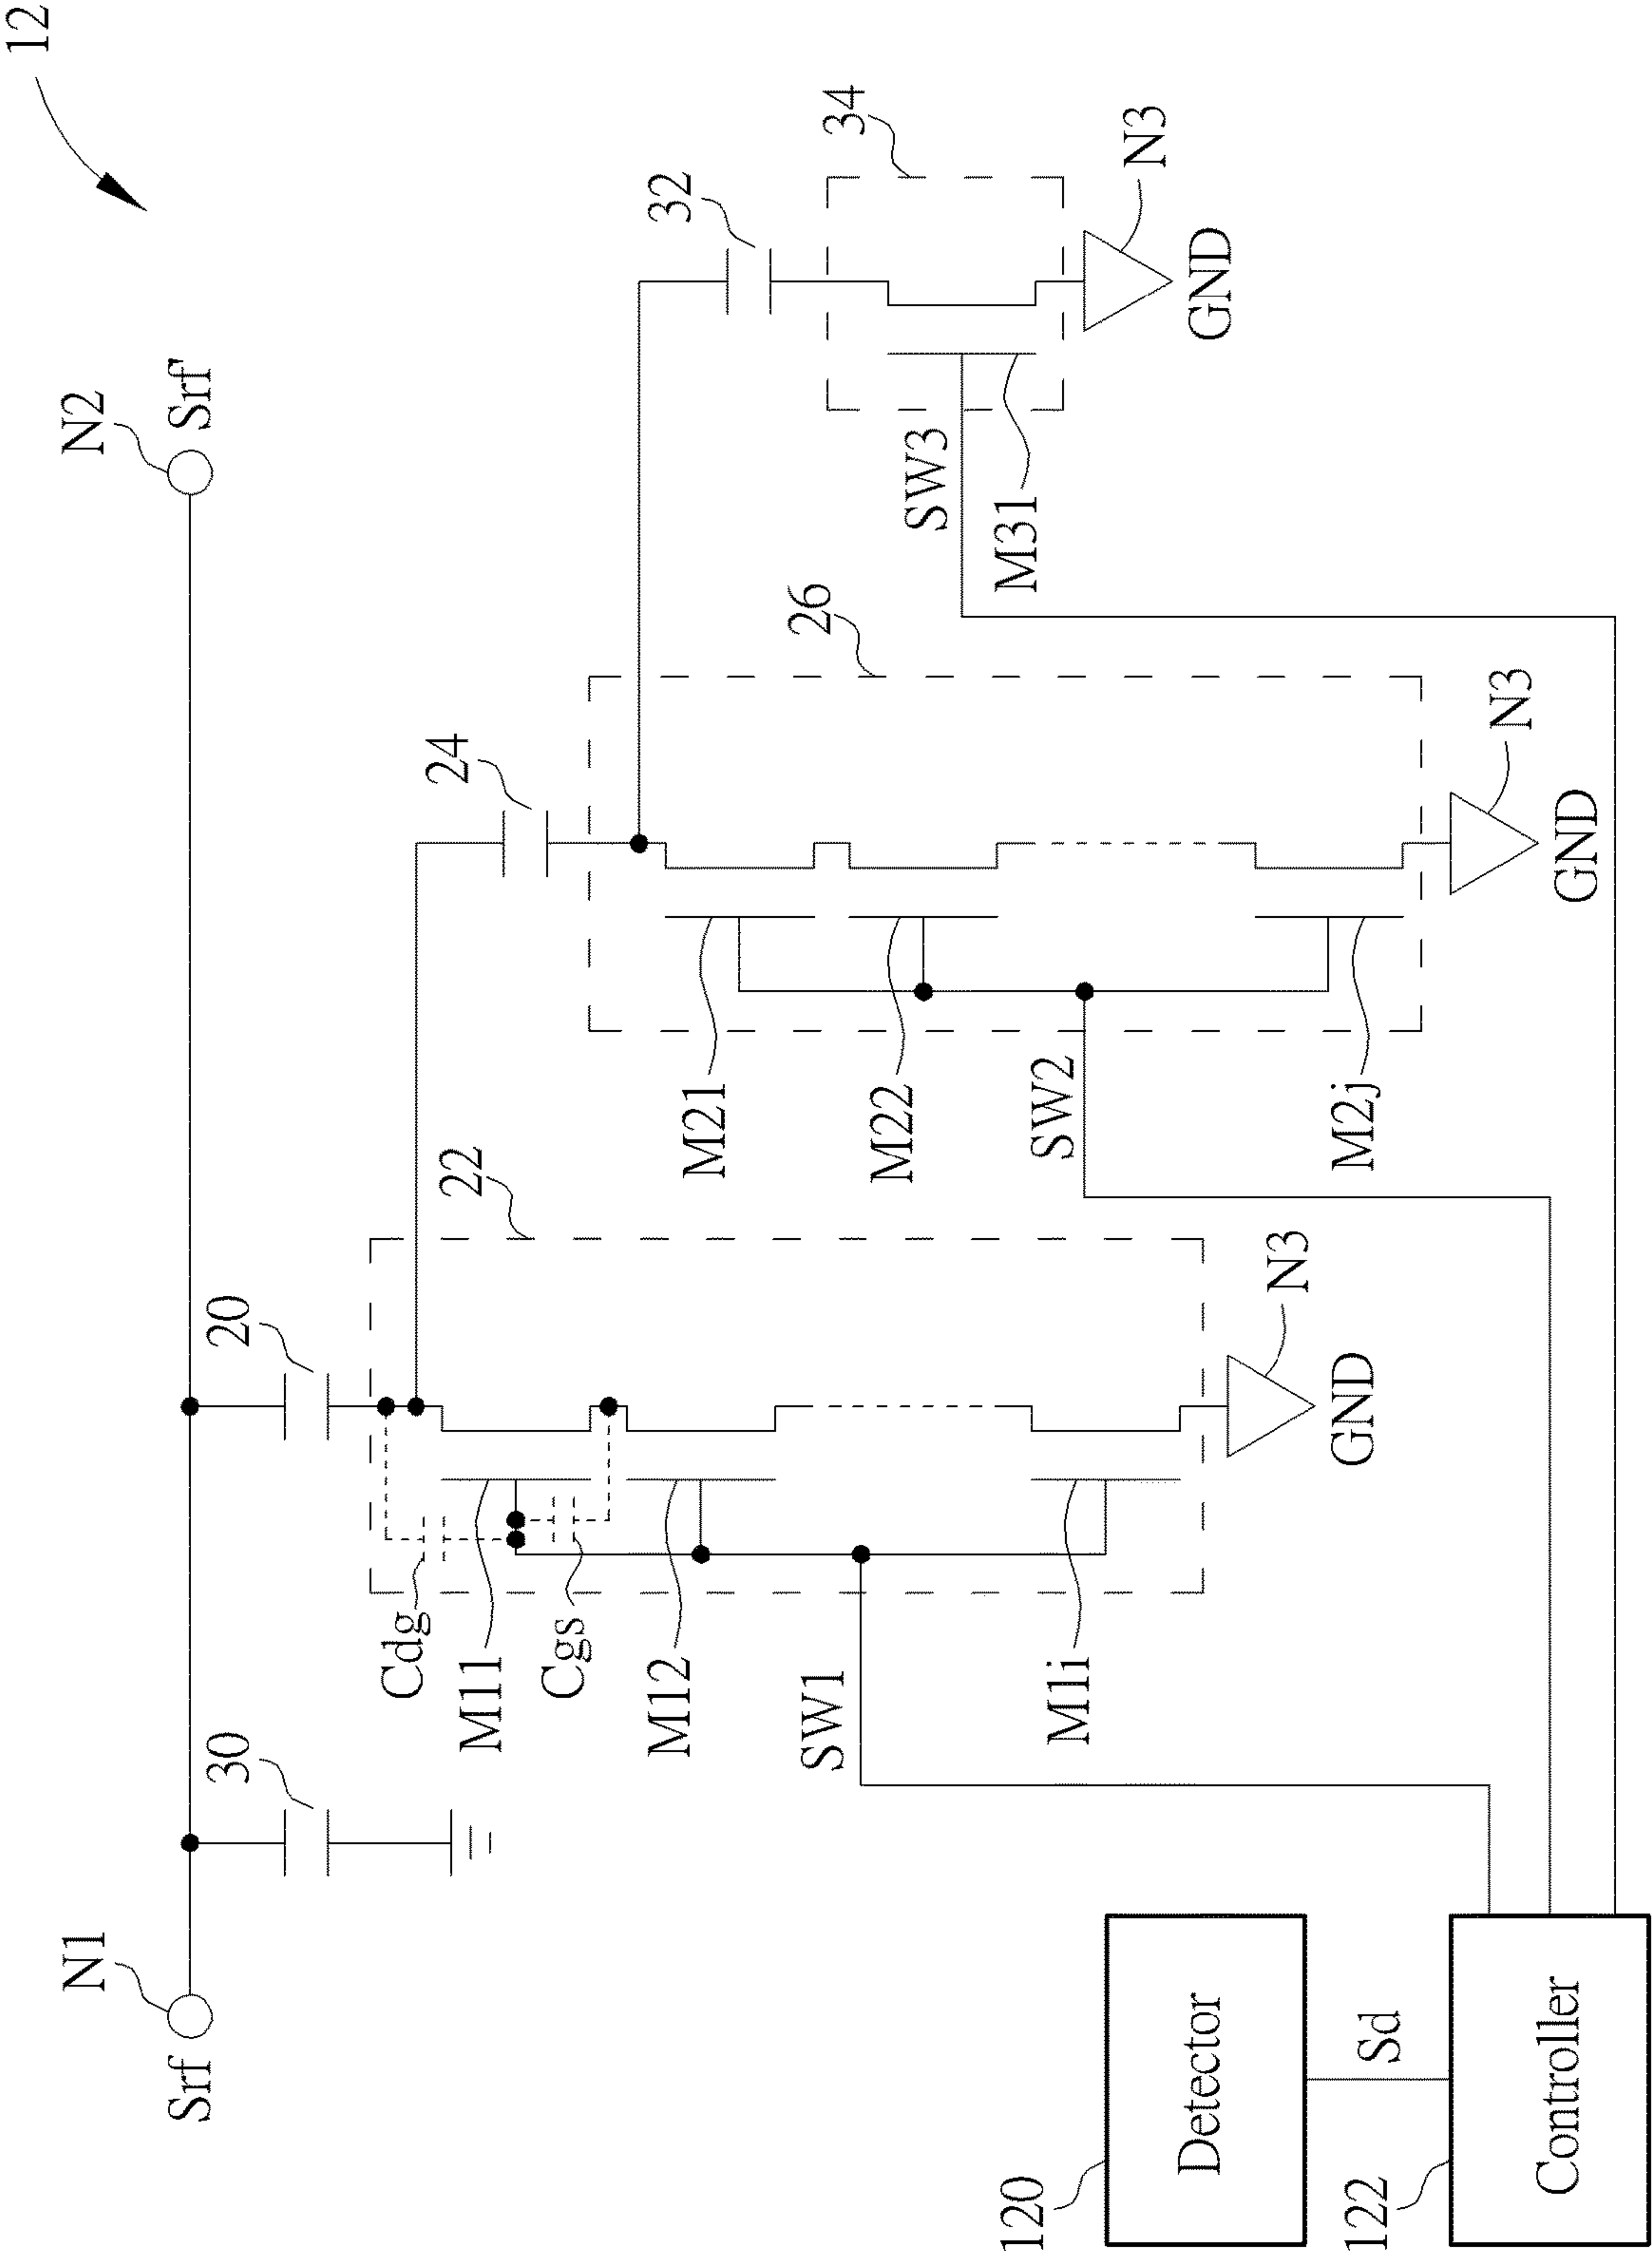 12
N1
Srf
N2
Srf
30
20
22
Cdg
M11
Cgs
M12
SW1
M1i
N3
GND
24
26
M21
M22
SW2
M2j
N3
GND
32
34
SW3
M31
N3
GND
120
Detector
Sd
122
Controller